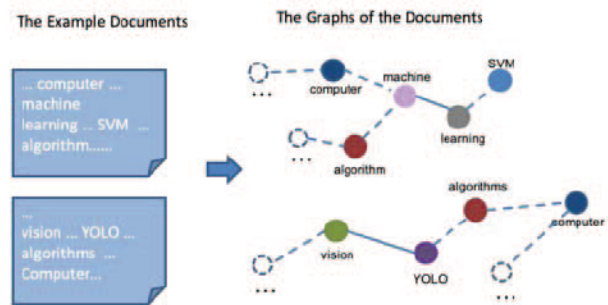 The Example Documents
The Graphs of the Documents
... computer ...
machine
learning ... SVM ...
algorithm......
...
vision ... YOLO ...
algorithms ...
Computer...
...
computer
machine
SVM
learning
...
algorithm
algorithms
computer
vision
YOLO
...
...